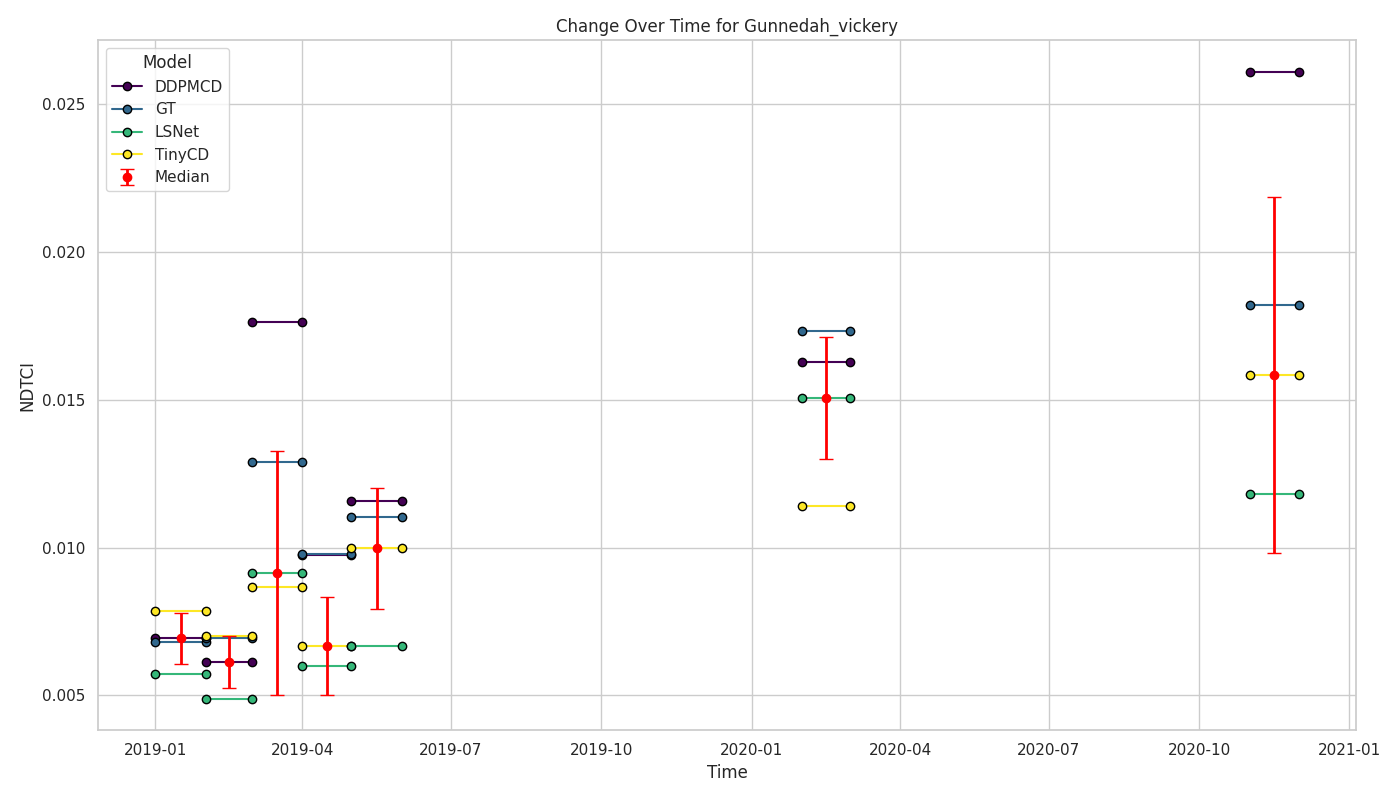 Change Over Time for Gunnedah_vickery
Model
DDPMCD
GT
LSNet
TinyCD
Median
NDTCI
0.025
0.020
0.015
0.010
0.005
2019-01
2019-04
2019-07
2019-10
2020-01
2020-04
2020-07
2020-10
2021-01
Time